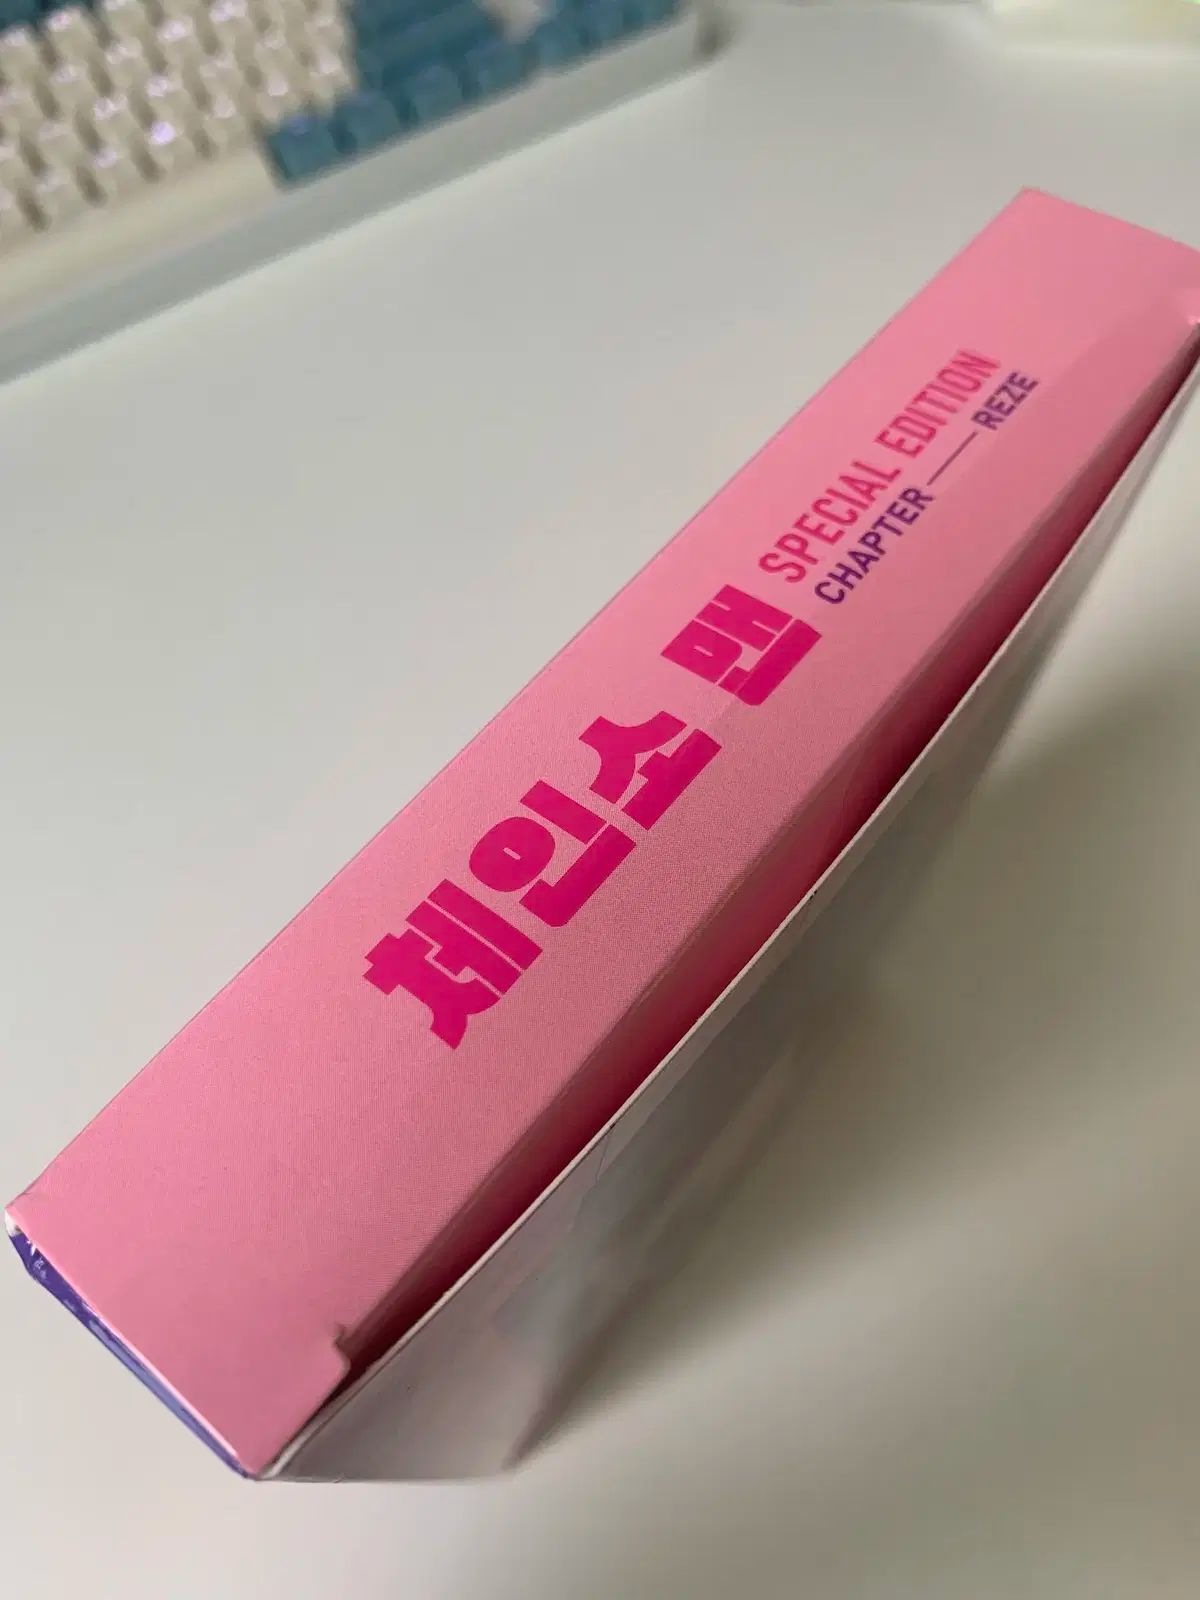 체인소 맨
SPECIAL EDITION
CHAPTER — REZE